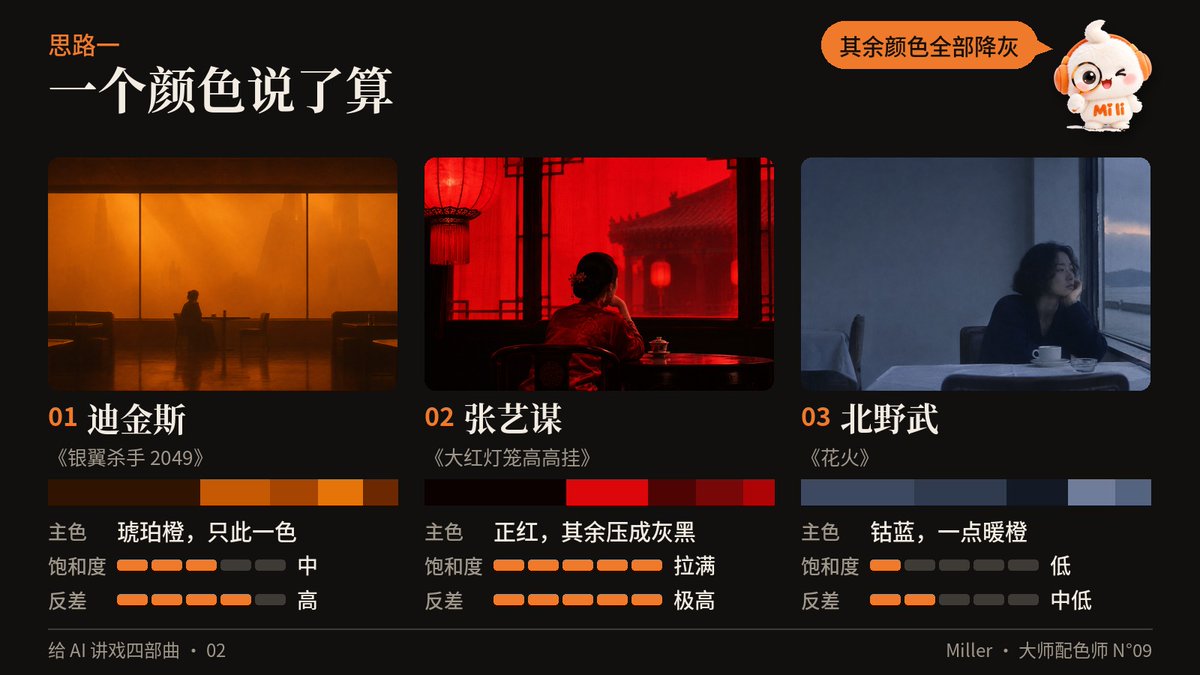 思路一
一个颜色说了算
其余颜色全部降灰
Mi li
01 迪金斯
《银翼杀手 2049》
主色 琥珀橙，只此一色
饱和度 中
反差 高
02 张艺谋
《大红灯笼高高挂》
主色 正红，其余压成灰黑
饱和度 拉满
反差 极高
03 北野武
《花火》
主色 钴蓝，一点暖橙
饱和度 低
反差 中低
给 AI 讲戏四部曲 · 02
Miller · 大师配色师 N°09